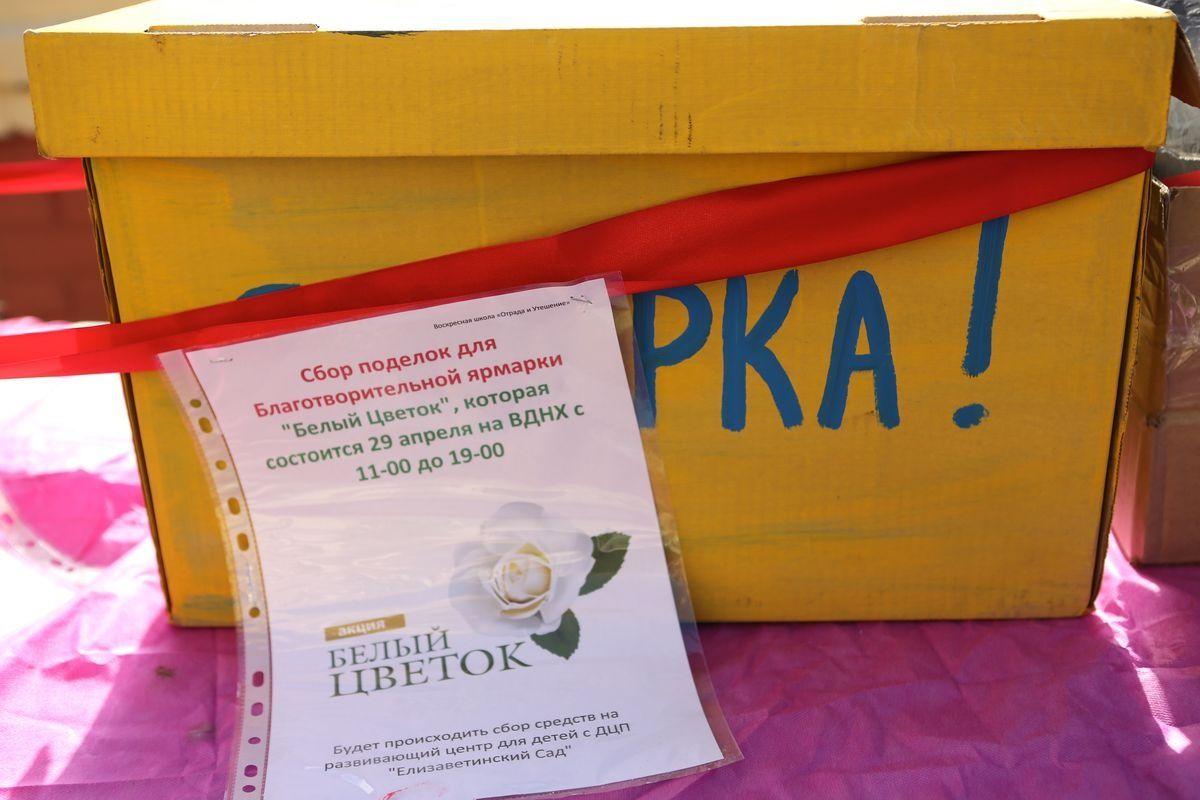 РКА!
Воскресная школа «Отрада и Утешение»
Сбор поделок для
Благотворительной ярмарки
"Белый Цветок", которая
состоится 29 апреля на ВДНХ с
11-00 до 19-00
акция
БЕЛЫЙ
ЦВЕТОК
Будет происходить сбор средств на
развивающий центр для детей с ДЦП
"Елизаветинский Сад"